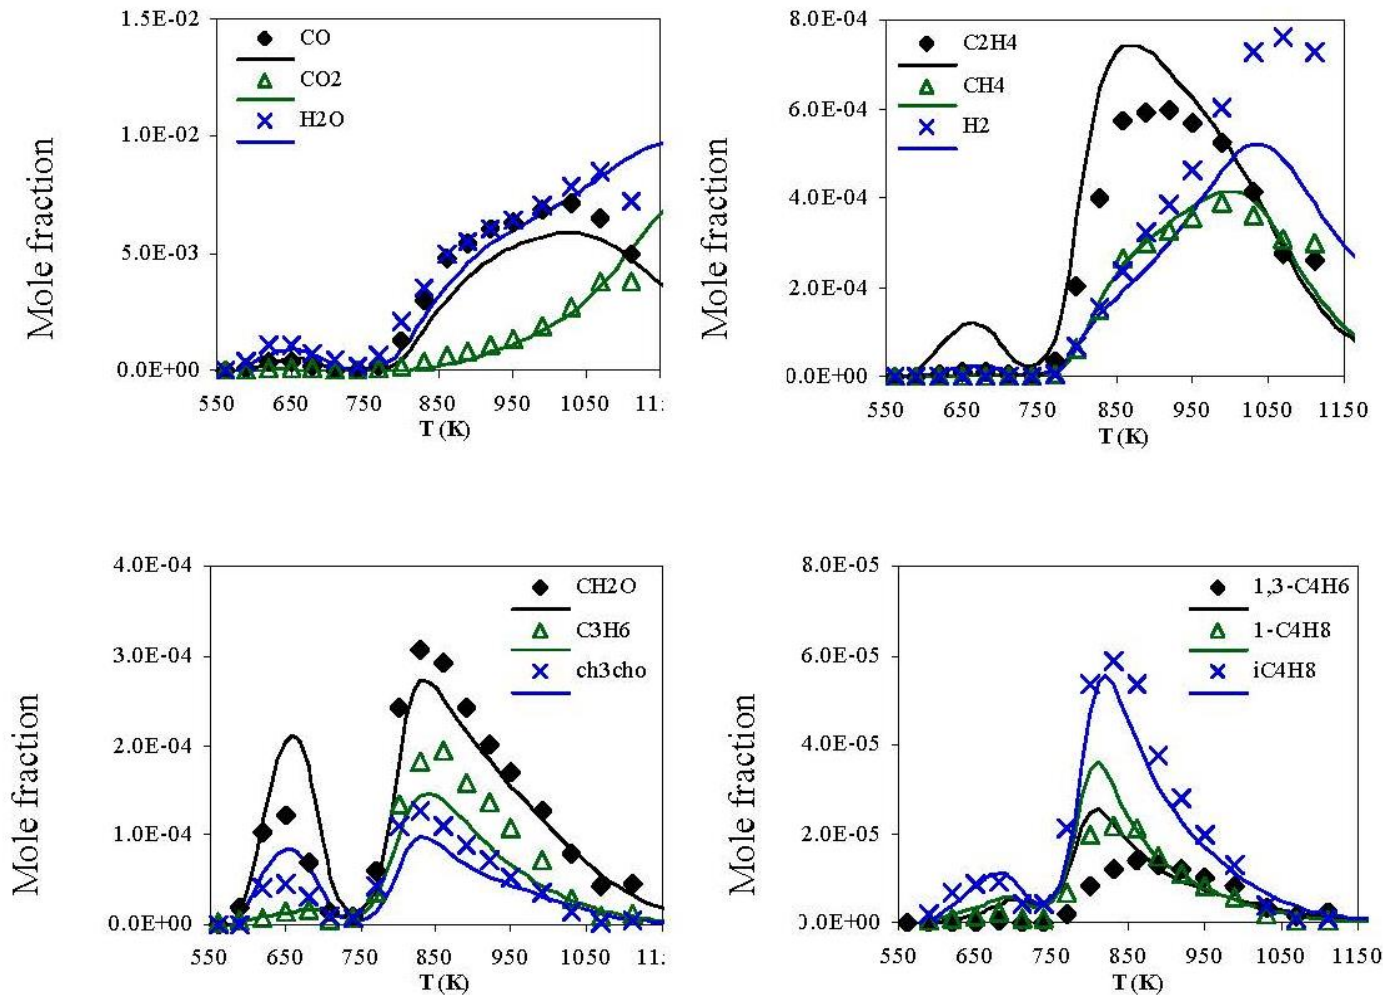 1.5E-02
1.0E-02
5.0E-03
0.0E+00
CO
CO2
H2O
550 650 750 850 950 1050 11:
T (K)
Mole fraction
8.0E-04
6.0E-04
4.0E-04
2.0E-04
0.0E+00
C2H4
CH4
H2
550 650 750 850 950 1050 1150
T (K)
Mole fraction
4.0E-04
3.0E-04
2.0E-04
1.0E-04
0.0E+00
CH2O
C3H6
ch3cho
550 650 750 850 950 1050 11:
T (K)
Mole fraction
8.0E-05
6.0E-05
4.0E-05
2.0E-05
0.0E+00
1,3-C4H6
1-C4H8
iC4H8
550 650 750 850 950 1050 1150
T (K)
Mole fraction